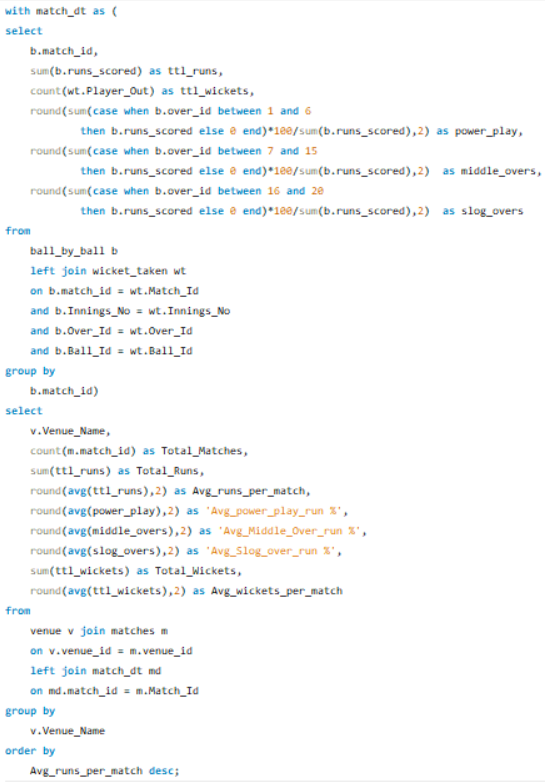 with match_dt as (
select
    b.match_id,
    sum(b.runs_scored) as ttl_runs,
    count(wt.Player_Out) as ttl_wickets,
    round(sum(case when b.over_id between 1 and 6
            then b.runs_scored else 0 end)*100/sum(b.runs_scored),2) as power_play,
    round(sum(case when b.over_id between 7 and 15
            then b.runs_scored else 0 end)*100/sum(b.runs_scored),2)  as middle_overs,
    round(sum(case when b.over_id between 16 and 20
            then b.runs_scored else 0 end)*100/sum(b.runs_scored),2)  as slog_overs
from
    ball_by_ball b
    left join wicket_taken wt
    on b.match_id = wt.Match_Id
    and b.Innings_No = wt.Innings_No
    and b.Over_Id = wt.Over_Id
    and b.Ball_Id = wt.Ball_Id
group by
    b.match_id)
select
    v.Venue_Name,
    count(m.match_id) as Total_Matches,
    sum(ttl_runs) as Total_Runs,
    round(avg(ttl_runs),2) as Avg_runs_per_match,
    round(avg(power_play),2) as 'Avg_power_play_run %',
    round(avg(middle_overs),2) as 'Avg_Middle_Over_run %',
    round(avg(slog_overs),2) as 'Avg_Slog_over_run %',
    sum(ttl_wickets) as Total_Wickets,
    round(avg(ttl_wickets),2) as Avg_wickets_per_match
from
    venue v join matches m
    on v.venue_id = m.venue_id
    left join match_dt md
    on md.match_id = m.Match_Id
group by
    v.Venue_Name
order by
    Avg_runs_per_match desc;